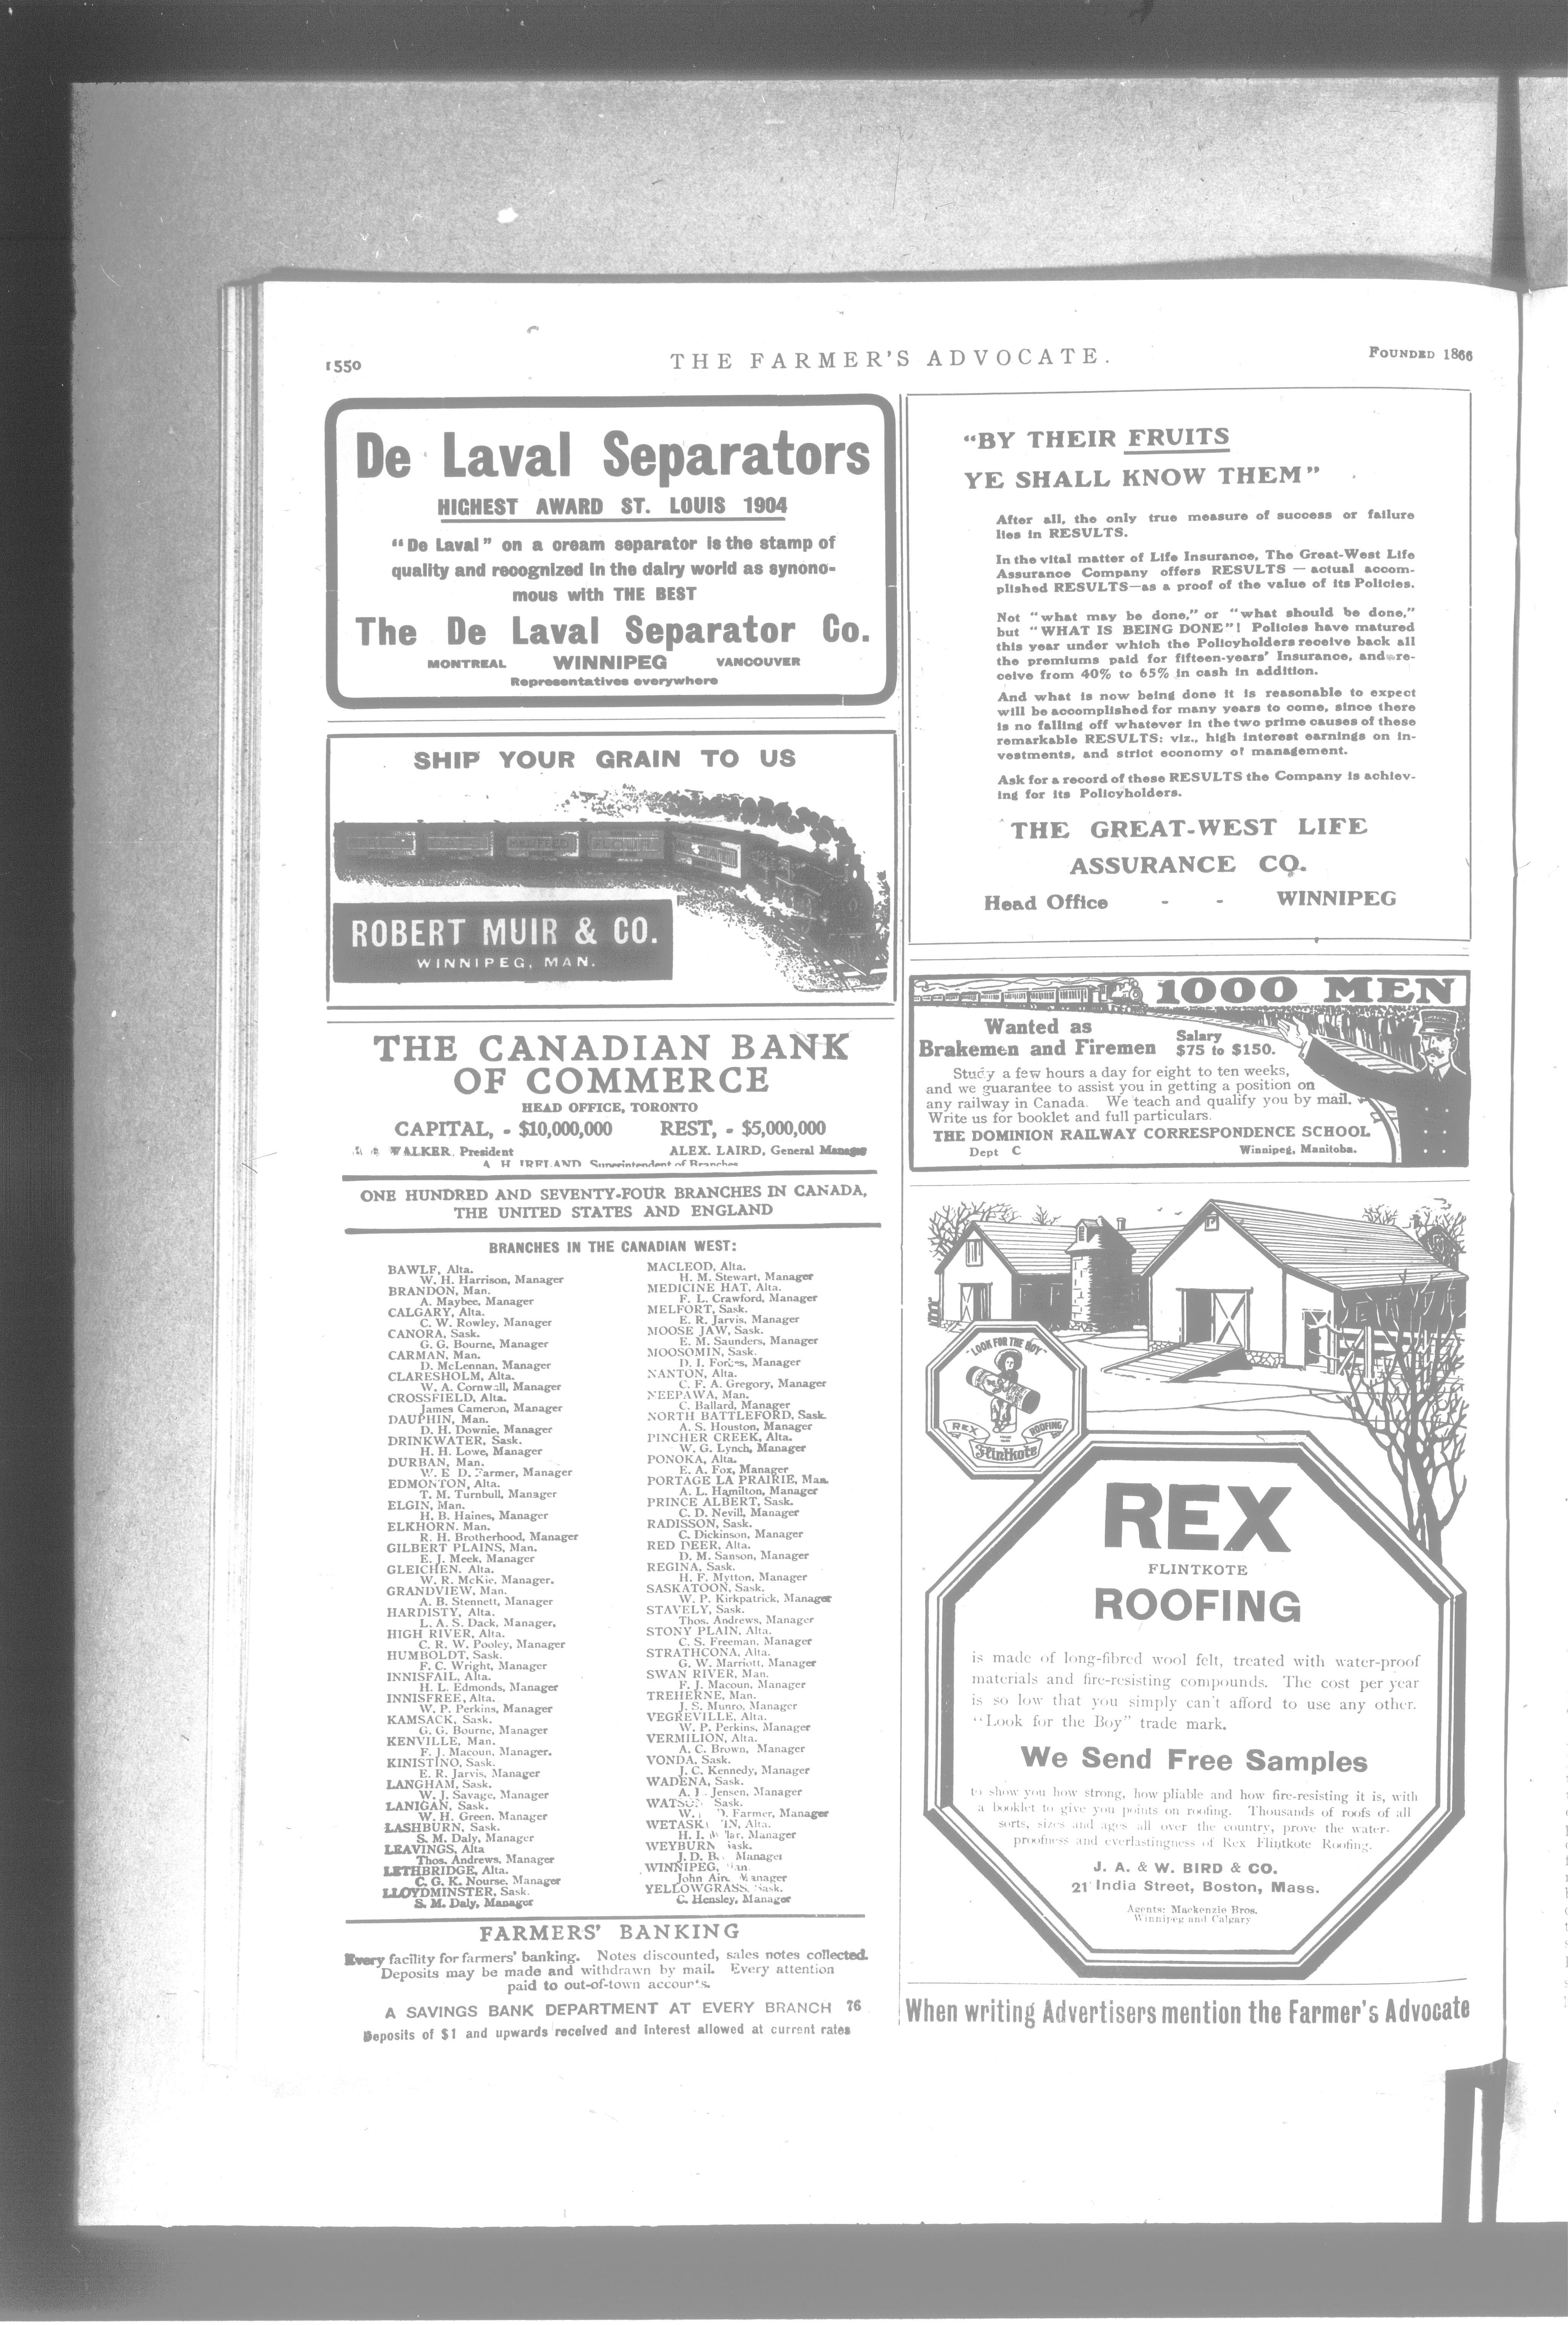 1550
THE FARMER'S ADVOCATE.
FOUNDED 1866
De Laval Separators
HIGHEST AWARD ST. LOUIS 1904
"De Laval" on a cream separator is the stamp of
quality and recognized in the dairy world as synono-
mous with THE BEST
The De Laval Separator Co.
MONTREAL WINNIPEG VANCOUVER
Representatives everywhere
SHIP YOUR GRAIN TO US
ROBERT MUIR & CO.
WINNIPEG, MAN.
THE CANADIAN BANK
OF COMMERCE
HEAD OFFICE, TORONTO
CAPITAL, - $10,000,000 REST, - $5,000,000
WALKER, President ALEX. LAIRD, General Manager
A. H. IRELAND, Superintendent of Branches
ONE HUNDRED AND SEVENTY-FOUR BRANCHES IN CANADA,
THE UNITED STATES AND ENGLAND
BRANCHES IN THE CANADIAN WEST:
BAWLF, Alta.
W. H. Harrison, Manager
BRANDON, Man.
A. Maybee, Manager
CALGARY, Alta.
C. W. Rowley, Manager
CANORA, Sask.
G. G. Bourne, Manager
CARMAN, Man.
D. McLennan, Manager
CLARESHOLM, Alta.
W. A. Cornwall, Manager
CROSSFIELD, Alta.
James Cameron, Manager
DAUPHIN, Man.
D. H. Downie, Manager
DRINKWATER, Sask.
H. H. Lowe, Manager
DURBAN, Man.
W. E D. Farmer, Manager
EDMONTON, Alta.
T. M. Turnbull, Manager
ELGIN, Man.
H. B. Haines, Manager
ELKHORN. Man.
R. H. Brotherhood, Manager
GILBERT PLAINS, Man.
E. J. Meek, Manager
GLEICHEN. Alta.
W. R. McKie, Manager.
GRANDVIEW, Man.
A. B. Stennett, Manager
HARDISTY, Alta.
L. A. S. Dack, Manager,
HIGH RIVER, Alta.
C. R. W. Pooley, Manager
HUMBOLDT, Sask.
F. C. Wright, Manager
INNISFAIL, Alta.
H. L. Edmonds, Manager
INNISFREE, Alta.
W. P. Perkins, Manager
KAMSACK, Sask.
G. G. Bourne, Manager
KENVILLE, Man.
F. J. Macoun, Manager.
KINISTINO, Sask.
E. R. Jarvis, Manager
LANGHAM, Sask.
W. J. Savage, Manager
LANIGAN, Sask.
W. H. Green, Manager
LASHBURN, Sask.
S. M. Daly, Manager
LEAVINGS, Alta
Thos. Andrews, Manager
LETHBRIDGE, Alta.
C. G. K. Nourse, Manager
LLOYDMINSTER, Sask.
S. M. Daly, Manager
MACLEOD, Alta.
H. M. Stewart, Manager
MEDICINE HAT, Alta.
F. L. Crawford, Manager
MELFORT, Sask.
E. R. Jarvis, Manager
MOOSE JAW, Sask.
E. M. Saunders, Manager
MOOSOMIN, Sask.
D. I. Forbes, Manager
NANTON, Alta.
C. F. A. Gregory, Manager
NEEPAWA, Man.
C. Ballard, Manager
NORTH BATTLEFORD, Sask.
A. S. Houston, Manager
PINCHER CREEK, Alta.
W. G. Lynch, Manager
PONOKA, Alta.
E. A. Fox, Manager
PORTAGE LA PRAIRIE, Man.
A. L. Hamilton, Manager
PRINCE ALBERT, Sask.
C. D. Nevill, Manager
RADISSON, Sask.
C. Dickinson, Manager
RED DEER, Alta.
D. M. Sanson, Manager
REGINA, Sask.
H. F. Mytton, Manager
SASKATOON, Sask.
W. P. Kirkpatrick, Manager
STAVELY, Sask.
Thos. Andrews, Manager
STONY PLAIN, Alta.
C. S. Freeman, Manager
STRATHCONA, Alta.
G. W. Marriott, Manager
SWAN RIVER, Man.
F. J. Macoun, Manager
TREHERNE, Man.
J. S. Munro, Manager
VEGREVILLE, Alta.
W. P. Perkins, Manager
VERMILION, Alta.
A. C. Brown, Manager
VONDA, Sask.
J. C. Kennedy, Manager
WADENA, Sask.
A. Jensen, Manager
WATSON Sask.
W. D. Farmer, Manager
WETASKIWIN, Alta.
H. I. Manager
WEYBURN Sask.
J. D. Manager
WINNIPEG, Man
John Aird, Manager
YELLOWGRASS, Sask.
C. Hensley, Manager
FARMERS' BANKING
Every facility for farmers' banking. Notes discounted, sales notes collected.
Deposits may be made and withdrawn by mail. Every attention
paid to out-of-town accounts.
A SAVINGS BANK DEPARTMENT AT EVERY BRANCH 76
Deposits of $1 and upwards received and interest allowed at current rates
"BY THEIR FRUITS
YE SHALL KNOW THEM"
After all, the only true measure of success or failure
lies in RESULTS.
In the vital matter of Life Insurance, The Great-West Life
Assurance Company offers RESULTS — actual accom-
plished RESULTS—as a proof of the value of its Policies.
Not "what may be done," or "what should be done,"
but "WHAT IS BEING DONE"! Policies have matured
this year under which the Policyholders receive back all
the premiums paid for fifteen-years' Insurance, and re-
ceive from 40% to 65% in cash in addition.
And what is now being done it is reasonable to expect
will be accomplished for many years to come, since there
is no falling off whatever in the two prime causes of these
remarkable RESULTS: viz., high interest earnings on in-
vestments, and strict economy of management.
Ask for a record of these RESULTS the Company is achiev-
ing for its Policyholders.
THE GREAT-WEST LIFE
ASSURANCE CO.
Head Office - - WINNIPEG
1000 MEN
Wanted as
Brakemen and Firemen
Salary
$75 to $150.
Study a few hours a day for eight to ten weeks,
and we guarantee to assist you in getting a position on
any railway in Canada. We teach and qualify you by mail.
Write us for booklet and full particulars.
THE DOMINION RAILWAY CORRESPONDENCE SCHOOL
Dept C Winnipeg, Manitoba.
"LOOK FOR THE BOY"
REX ROOFING
Flintkote
REX
FLINTKOTE
ROOFING
is made of long-fibred wool felt, treated with water-proof
materials and fire-resisting compounds. The cost per year
is so low that you simply can't afford to use any other.
"Look for the Boy" trade mark.
We Send Free Samples
to show you how strong, how pliable and how fire-resisting it is, with
a booklet to give you points on roofing. Thousands of roofs of all
sorts, sizes and ages all over the country, prove the water-
proofness and everlastingness of Rex Flintkote Roofing.
J. A. & W. BIRD & CO.
21 India Street, Boston, Mass.
Agents: Mackenzie Bros.
Winnipeg and Calgary
When writing Advertisers mention the Farmer's Advocate